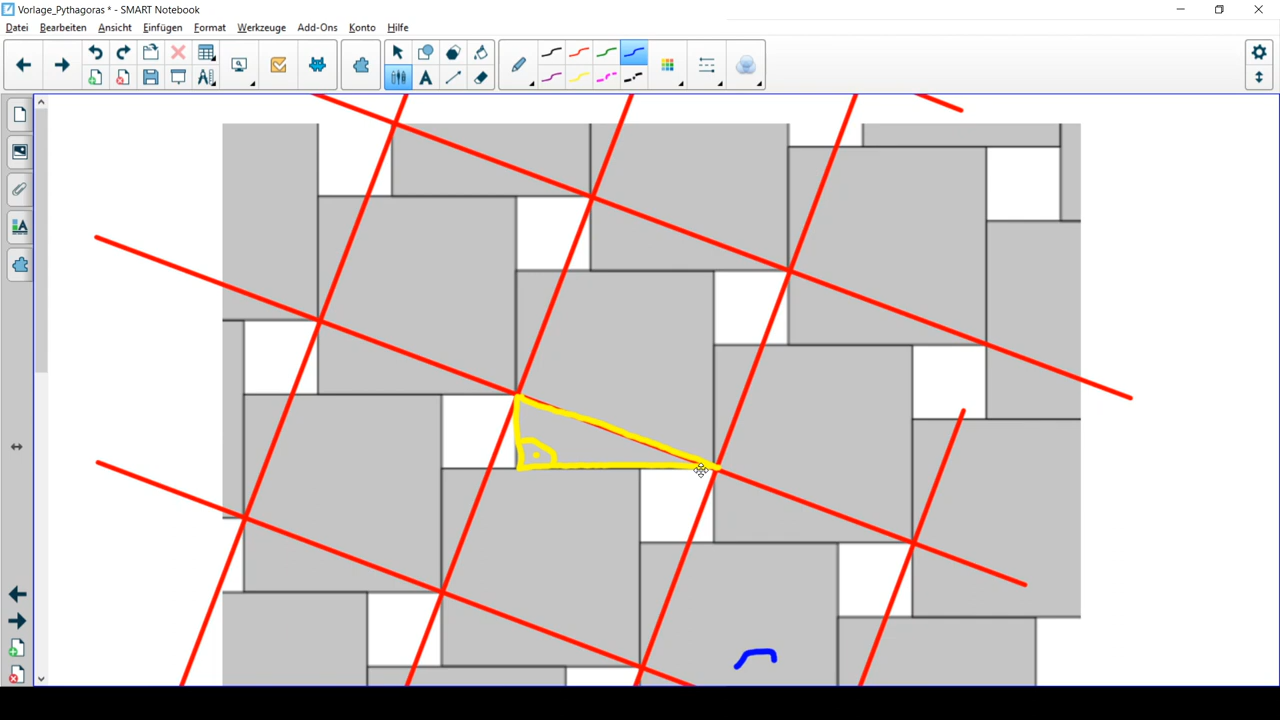 Vorlage_Pythagoras * - SMART Notebook
Datei Bearbeiten Ansicht Einfügen Format Werkzeuge Add-Ons Konto Hilfe